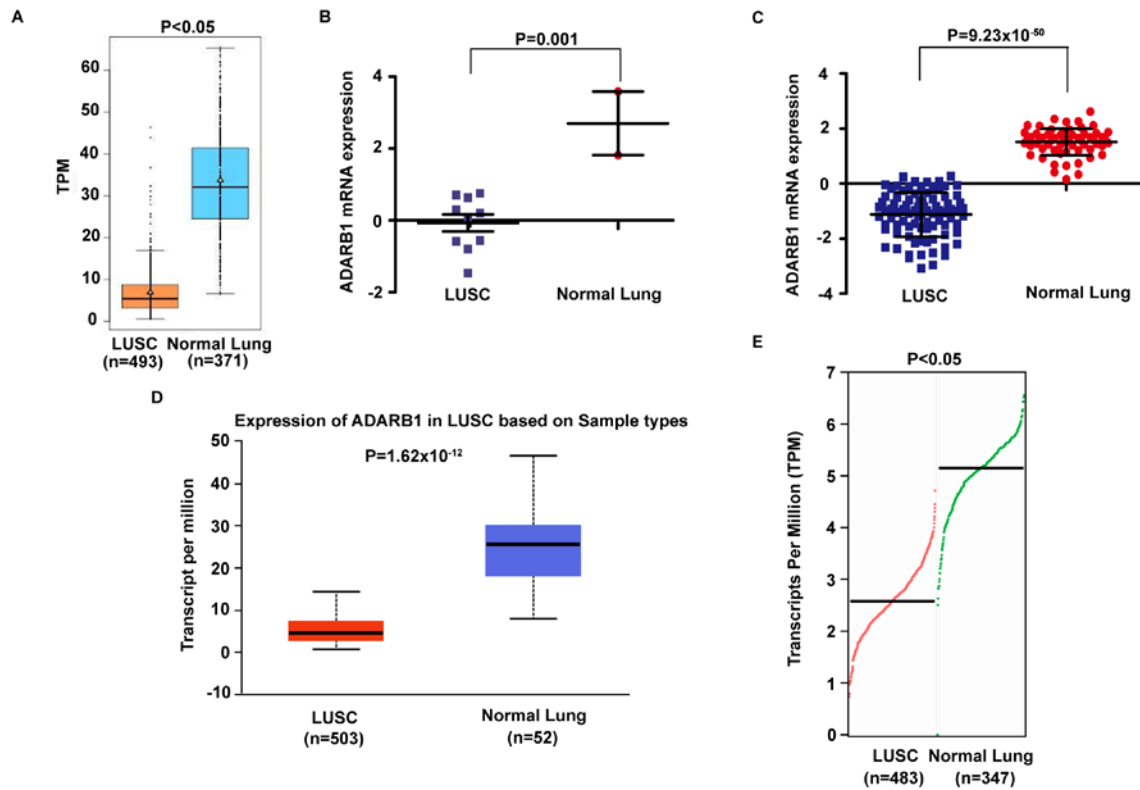 A
P<0.05
TPM
60
50
40
30
20
10
0
LUSC
(n=493)
Normal Lung
(n=371)
B
P=0.001
ADARB1 mRNA expression
4
2
0
-2
LUSC
Normal Lung
C
P=9.23x10-50
ADARB1 mRNA expression
4
2
0
-2
-4
LUSC
Normal Lung
D
Expression of ADARB1 in LUSC based on Sample types
P=1.62x10-12
Transcript per million
50
40
30
20
10
0
-10
LUSC
(n=503)
Normal Lung
(n=52)
E
P<0.05
Transcripts Per Million (TPM)
7
6
5
4
3
2
1
0
LUSC
(n=483)
Normal Lung
(n=347)